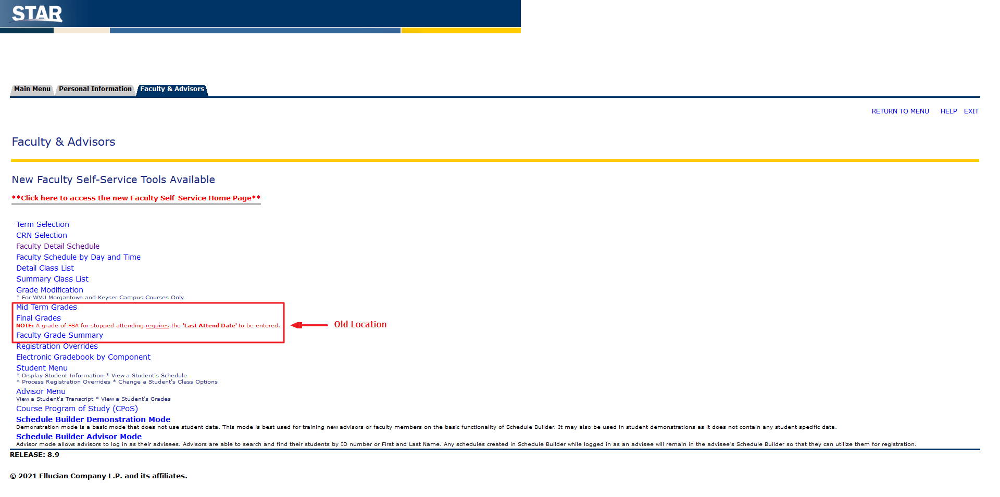 STAR
Main Menu Personal Information Faculty & Advisors
RETURN TO MENU HELP EXIT
Faculty & Advisors
New Faculty Self-Service Tools Available
**Click here to access the new Faculty Self-Service Home Page**
Term Selection
CRN Selection
Faculty Detail Schedule
Faculty Schedule by Day and Time
Detail Class List
Summary Class List
Grade Modification
* For WVU Morgantown and Keyser Campus Courses Only
Mid Term Grades
Final Grades
NOTE: A grade of FSA for stopped attending requires the 'Last Attend Date' to be entered.
Old Location
Faculty Grade Summary
Registration Overrides
Electronic Gradebook by Component
Student Menu
* Display Student Information * View a Student's Schedule
* Process Registration Overrides * Change a Student's Class Options
Advisor Menu
View a Student's Transcript * View a Student's Grades
Course Program of Study (CPoS)
Schedule Builder Demonstration Mode
Demonstration mode is a basic mode that does not use student data. This mode is best used for training new advisors or faculty members on the basic functionality of Schedule Builder. It may also be used in student demonstrations as it does not contain any student specific data.
Schedule Builder Advisor Mode
Advisor mode allows advisors to log in as their advisees. Advisors are able to search and find their students by ID number or First and Last Name. Any schedules created in Schedule Builder while logged in as an advisee will remain in the advisee’s Schedule Builder so that they can utilize them for registration.
RELEASE: 8.9
© 2021 Ellucian Company L.P. and its affiliates.